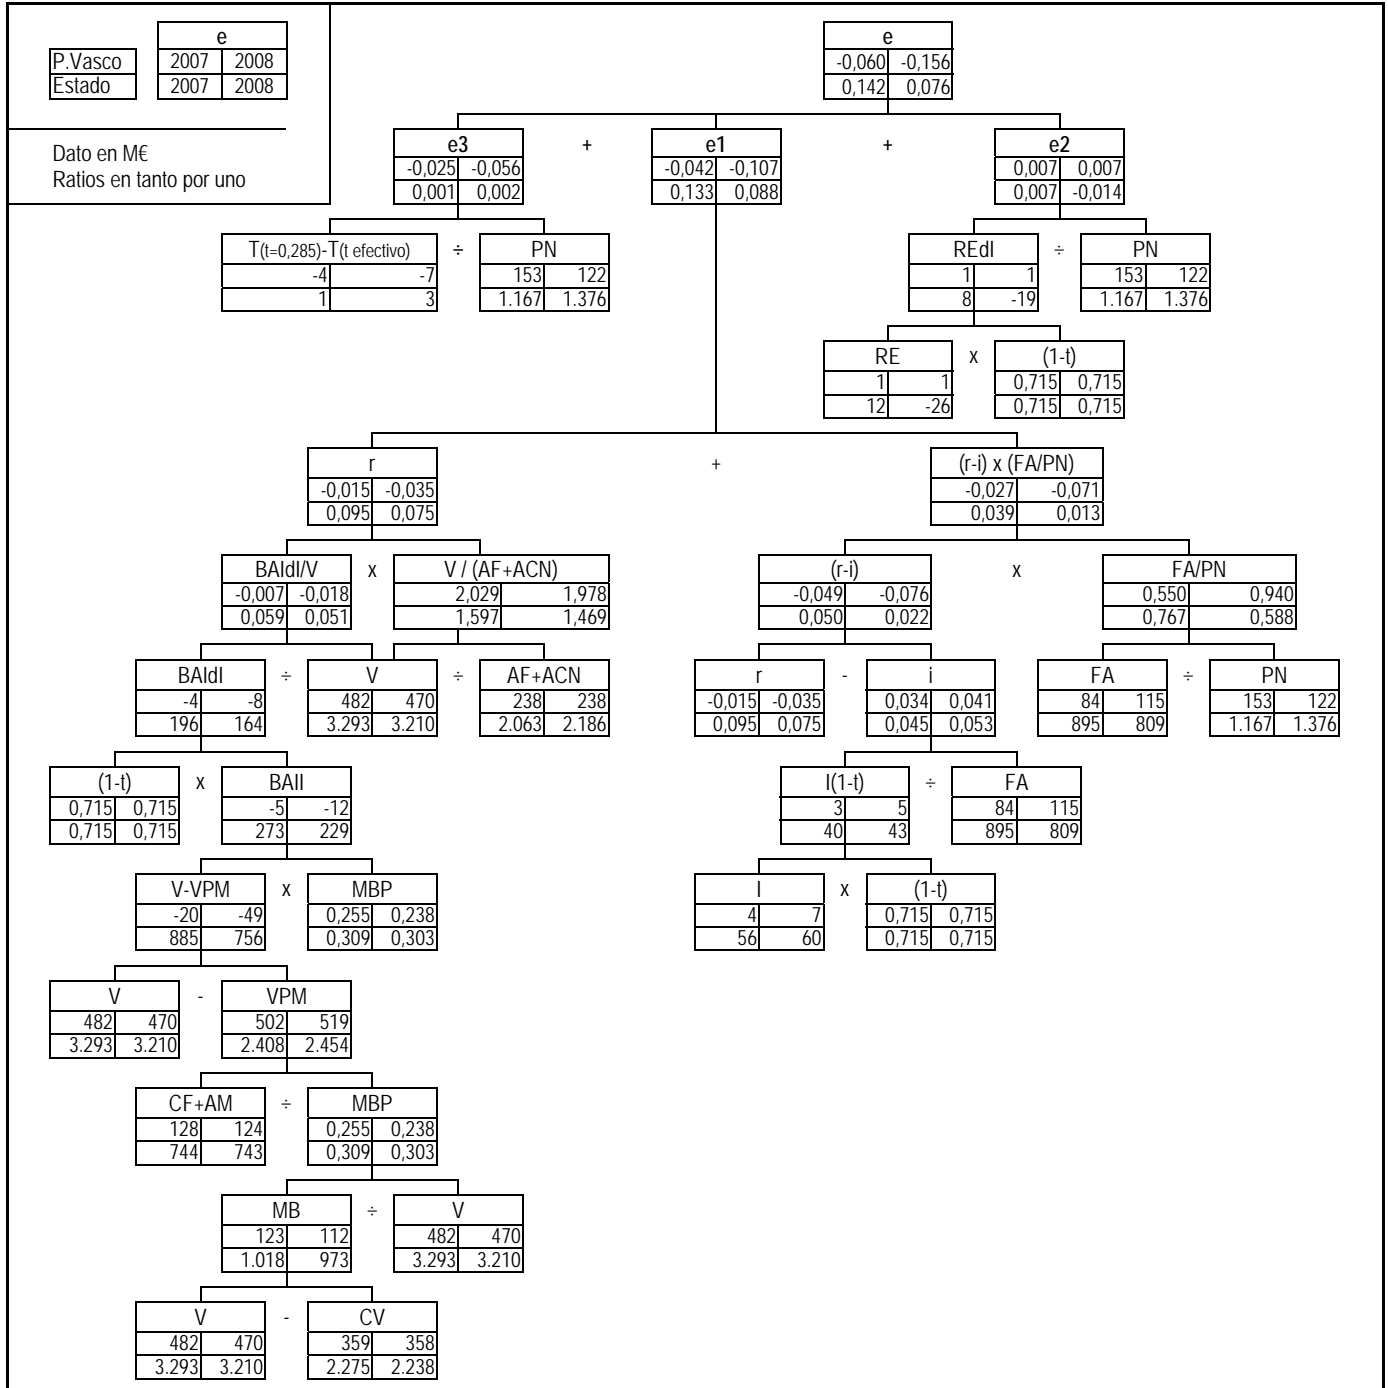 e
P.Vasco 2007 2008
Estado 2007 2008
Dato en M€
Ratios en tanto por uno
e
-0,060 -0,156
0,142 0,076
e3 + e1 + e2
-0,025 -0,056 -0,042 -0,107 0,007 0,007
0,001 0,002 0,133 0,088 0,007 -0,014
T(t=0,285)-T(t efectivo) ÷ PN REdI ÷ PN
-4 -7 153 122 1 1 153 122
1 3 1.167 1.376 8 -19 1.167 1.376
RE x (1-t)
1 1 0,715 0,715
12 -26 0,715 0,715
r + (r-i) x (FA/PN)
-0,015 -0,035 -0,027 -0,071
0,095 0,075 0,039 0,013
BAIdI/V x V / (AF+ACN) (r-i) x FA/PN
-0,007 -0,018 2,029 1,978 -0,049 -0,076 0,550 0,940
0,059 0,051 1,597 1,469 0,050 0,022 0,767 0,588
BAIdI ÷ V ÷ AF+ACN r - i FA ÷ PN
-4 -8 482 470 238 238 -0,015 -0,035 0,034 0,041 84 115 153 122
196 164 3.293 3.210 2.063 2.186 0,095 0,075 0,045 0,053 895 809 1.167 1.376
(1-t) x BAII I(1-t) ÷ FA
0,715 0,715 -5 -12 3 5 84 115
0,715 0,715 273 229 40 43 895 809
V-VPM x MBP I x (1-t)
-20 -49 0,255 0,238 4 7 0,715 0,715
885 756 0,309 0,303 56 60 0,715 0,715
V - VPM
482 470 502 519
3.293 3.210 2.408 2.454
CF+AM ÷ MBP
128 124 0,255 0,238
744 743 0,309 0,303
MB ÷ V
123 112 482 470
1.018 973 3.293 3.210
V - CV
482 470 359 358
3.293 3.210 2.275 2.238